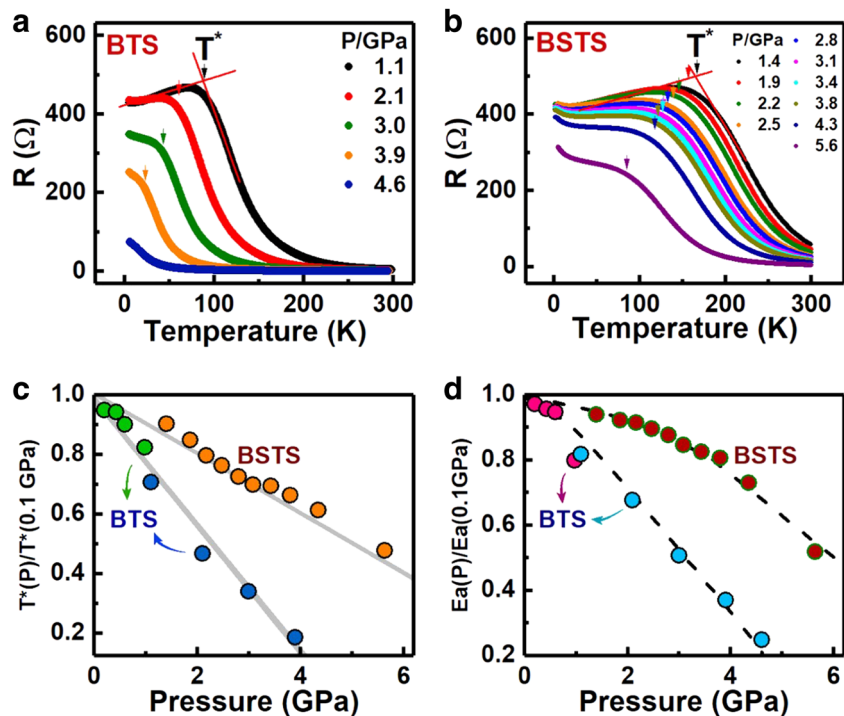 a
BTS
T*
P/GPa
1.1
2.1
3.0
3.9
4.6
R (Ω)
600
400
200
0
0 100 200 300
Temperature (K)
b
BSTS
T*
P/GPa
1.4
1.9
2.2
2.5
2.8
3.1
3.4
3.8
4.3
5.6
R (Ω)
600
400
200
0
0 100 200 300
Temperature (K)
c
T*(P)/T*(0.1 GPa)
1.0
0.8
0.6
0.4
0.2
BSTS
BTS
0 2 4 6
Pressure (GPa)
d
Ea(P)/Ea(0.1GPa)
1.0
0.8
0.6
0.4
0.2
BSTS
BTS
0 2 4 6
Pressure (GPa)